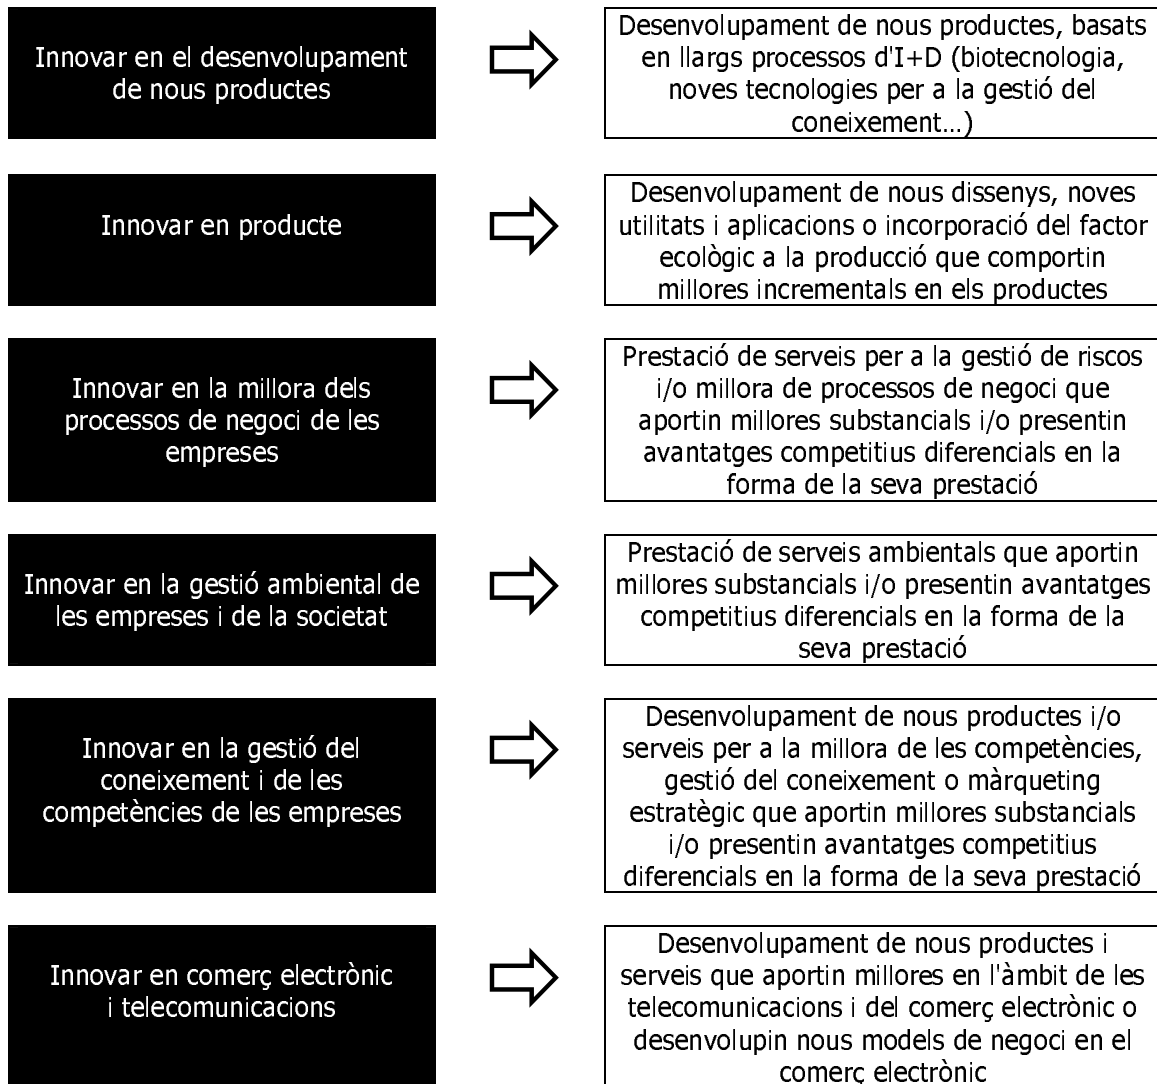 Innovar en el desenvolupament
de nous productes
Desenvolupament de nous productes, basats
en llargs processos d'I+D (biotecnologia,
noves tecnologies per a la gestió del
coneixement...)
Innovar en producte
Desenvolupament de nous dissenys, noves
utilitats i aplicacions o incorporació del factor
ecològic a la producció que comportin
millores incrementals en els productes
Innovar en la millora dels
processos de negoci de les
empreses
Prestació de serveis per a la gestió de riscos
i/o millora de processos de negoci que
aportin millores substancials i/o presentin
avantatges competitius diferencials en la
forma de la seva prestació
Innovar en la gestió ambiental de
les empreses i de la societat
Prestació de serveis ambientals que aportin
millores substancials i/o presentin avantatges
competitius diferencials en la forma de la
seva prestació
Innovar en la gestió del
coneixement i de les
competències de les empreses
Desenvolupament de nous productes i/o
serveis per a la millora de les competències,
gestió del coneixement o màrqueting
estratègic que aportin millores substancials
i/o presentin avantatges competitius
diferencials en la forma de la seva prestació
Innovar en comerç electrònic
i telecomunicacions
Desenvolupament de nous productes i
serveis que aportin millores en l'àmbit de les
telecomunicacions i del comerç electrònic o
desenvolupin nous models de negoci en el
comerç electrònic